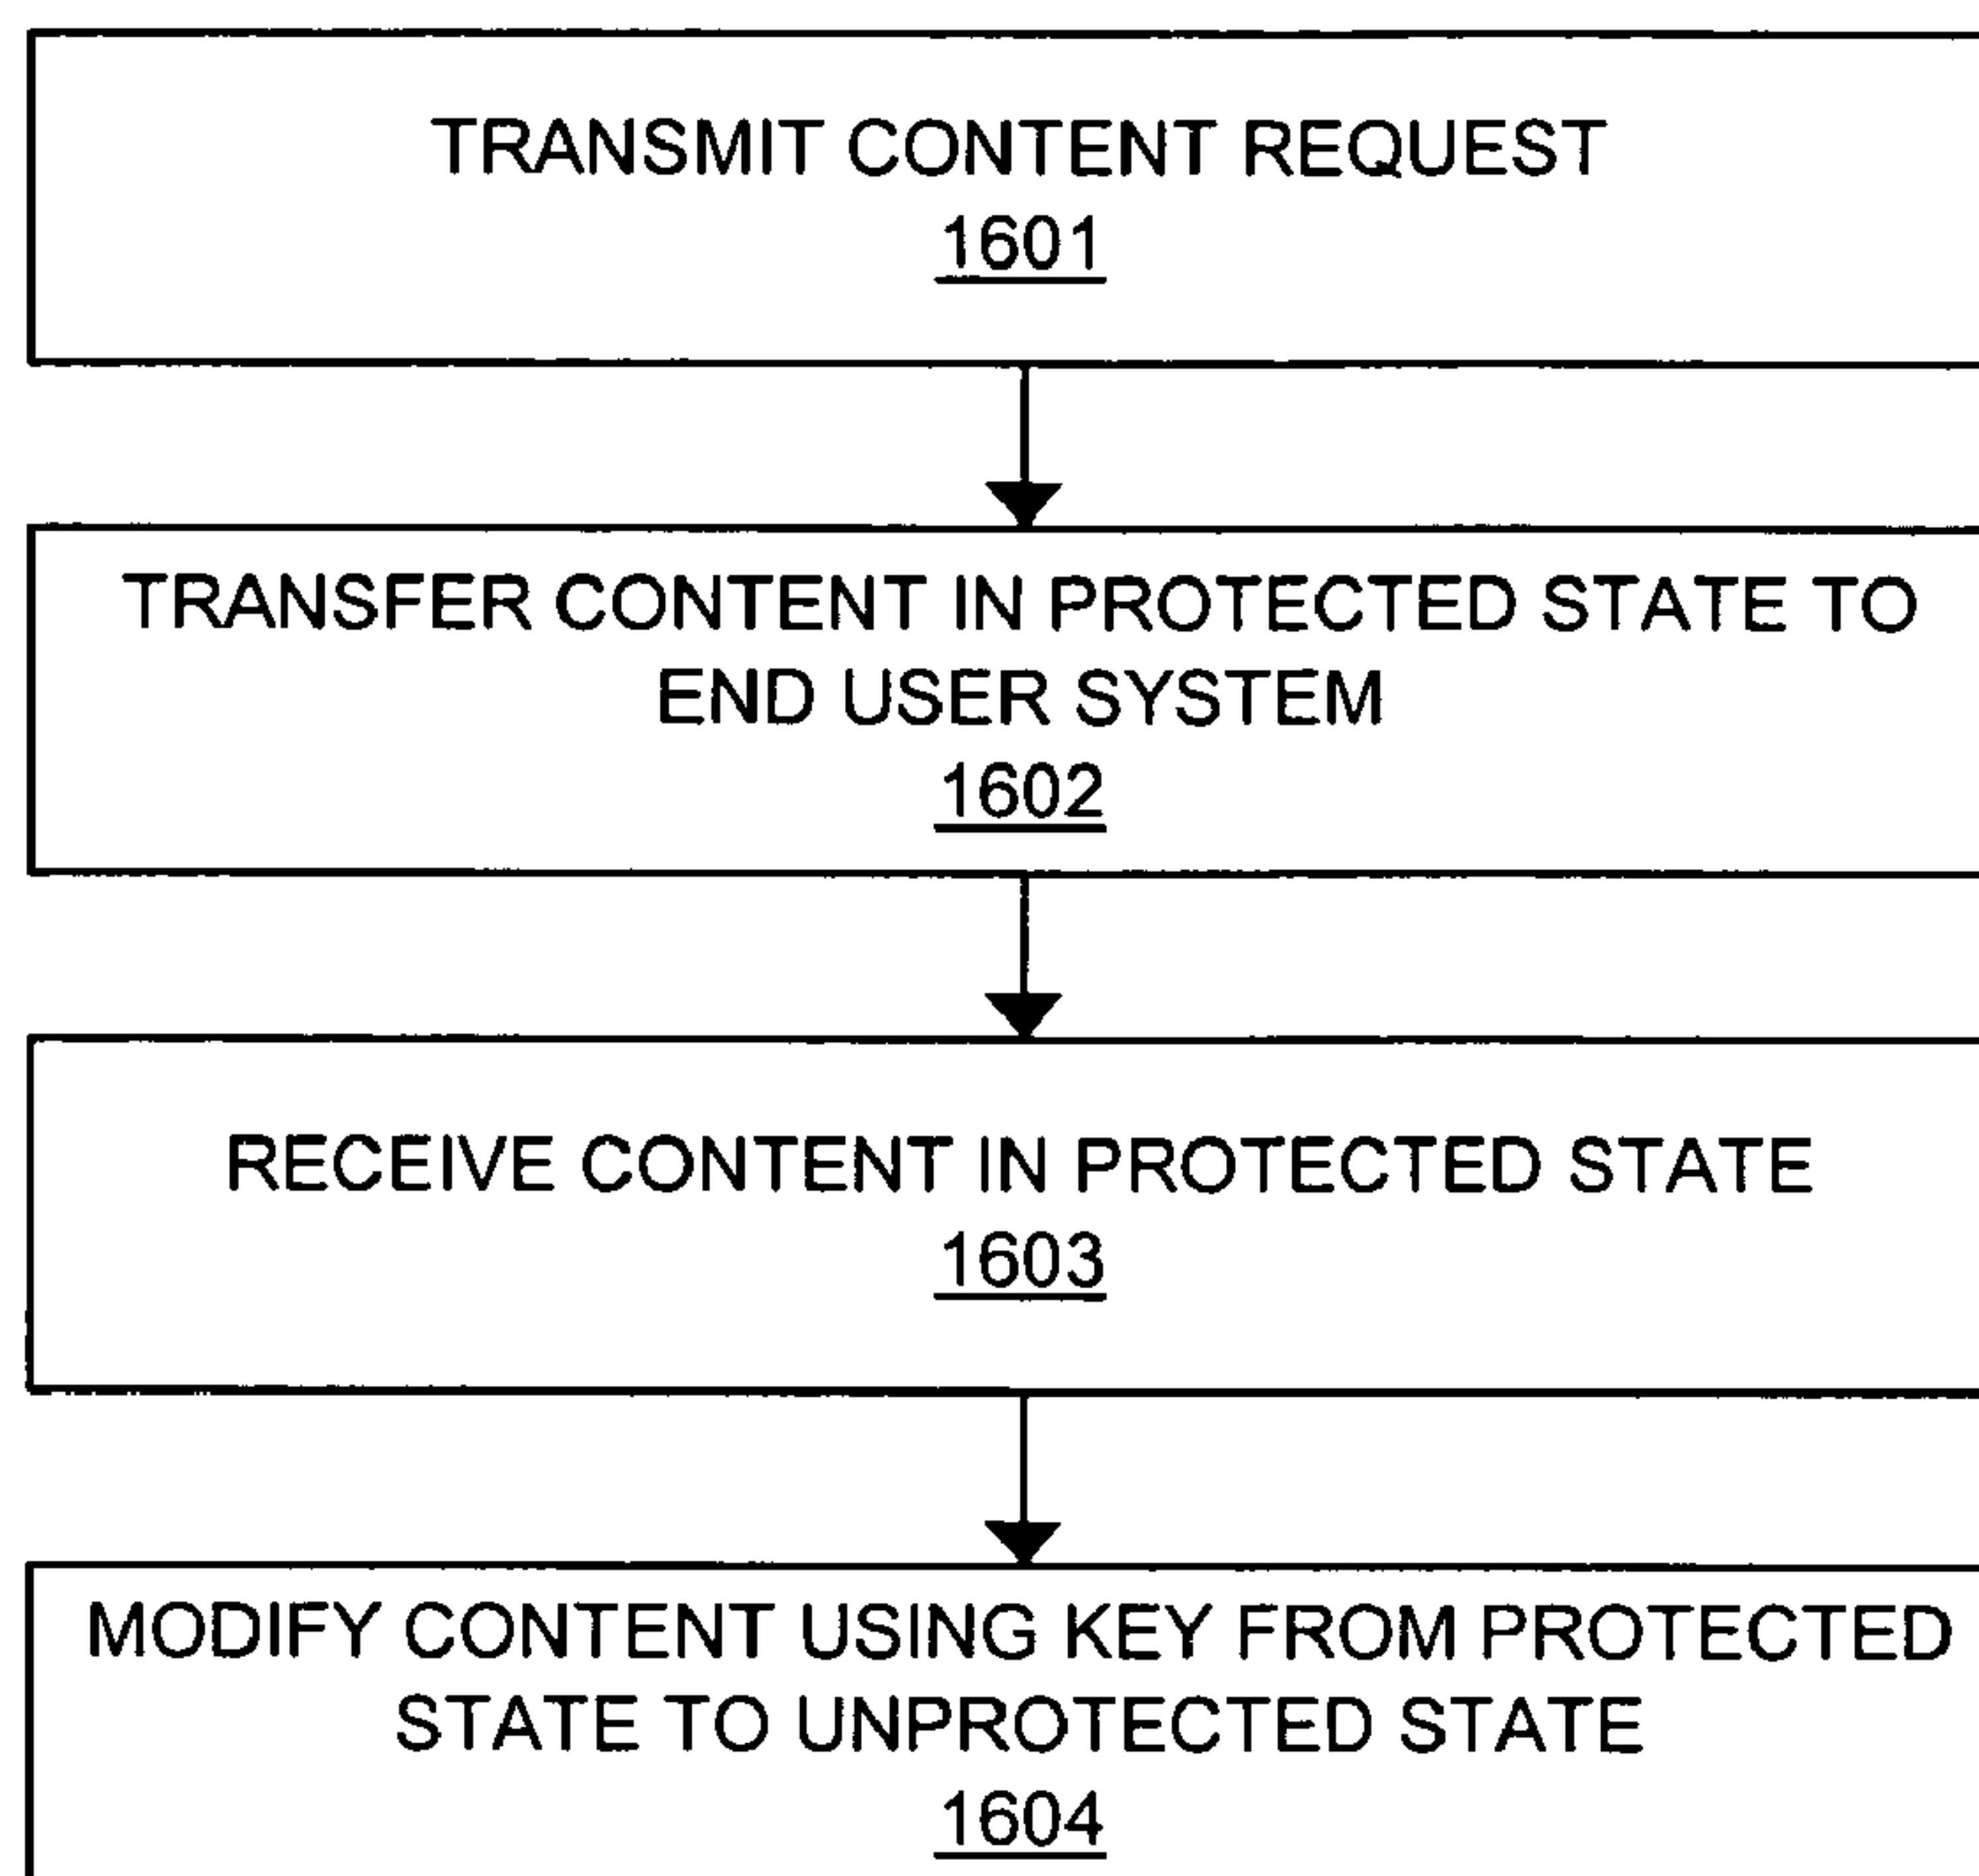 TRANSMIT CONTENT REQUEST
1601
TRANSFER CONTENT IN PROTECTED STATE TO
END USER SYSTEM
1602
RECEIVE CONTENT IN PROTECTED STATE
1603
MODIFY CONTENT USING KEY FROM PROTECTED
STATE TO UNPROTECTED STATE
1604